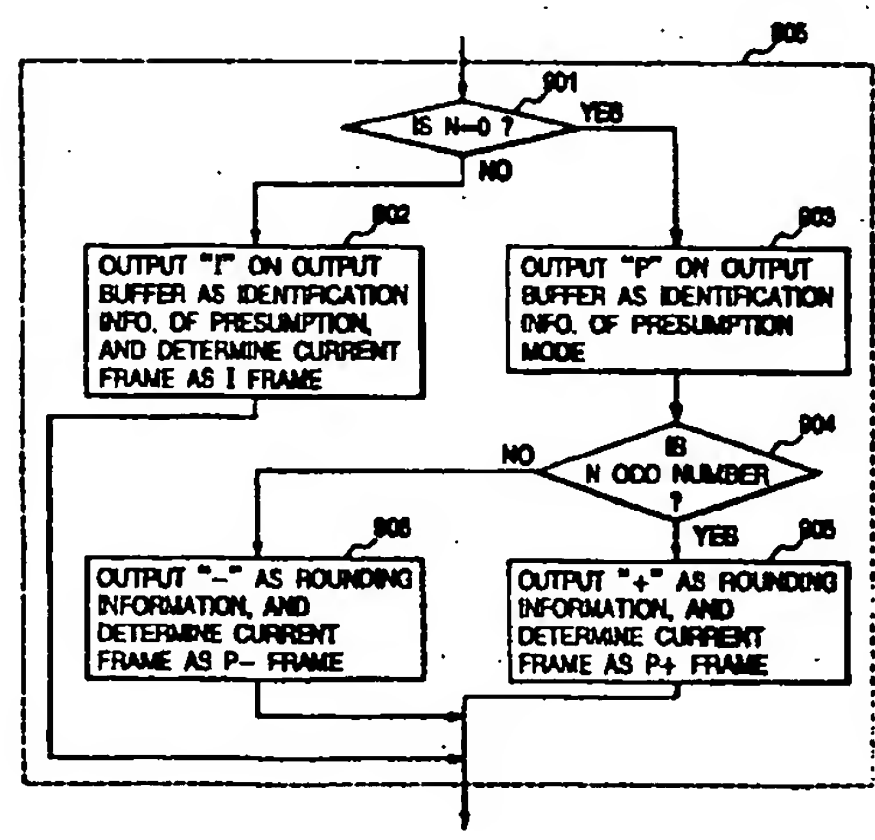 905
901
IS N=0 ?
YES
NO
902
903
OUTPUT "I" ON OUTPUT
BUFFER AS IDENTIFICATION
INFO. OF PRESUMPTION,
AND DETERMINE CURRENT
FRAME AS I FRAME
OUTPUT "P" ON OUTPUT
BUFFER AS IDENTIFICATION
INFO. OF PRESUMPTION
MODE
904
IS
N ODD NUMBER
?
NO
YES
906
905
OUTPUT "-" AS ROUNDING
INFORMATION, AND
DETERMINE CURRENT
FRAME AS P- FRAME
OUTPUT "+" AS ROUNDING
INFORMATION, AND
DETERMINE CURRENT
FRAME AS P+ FRAME